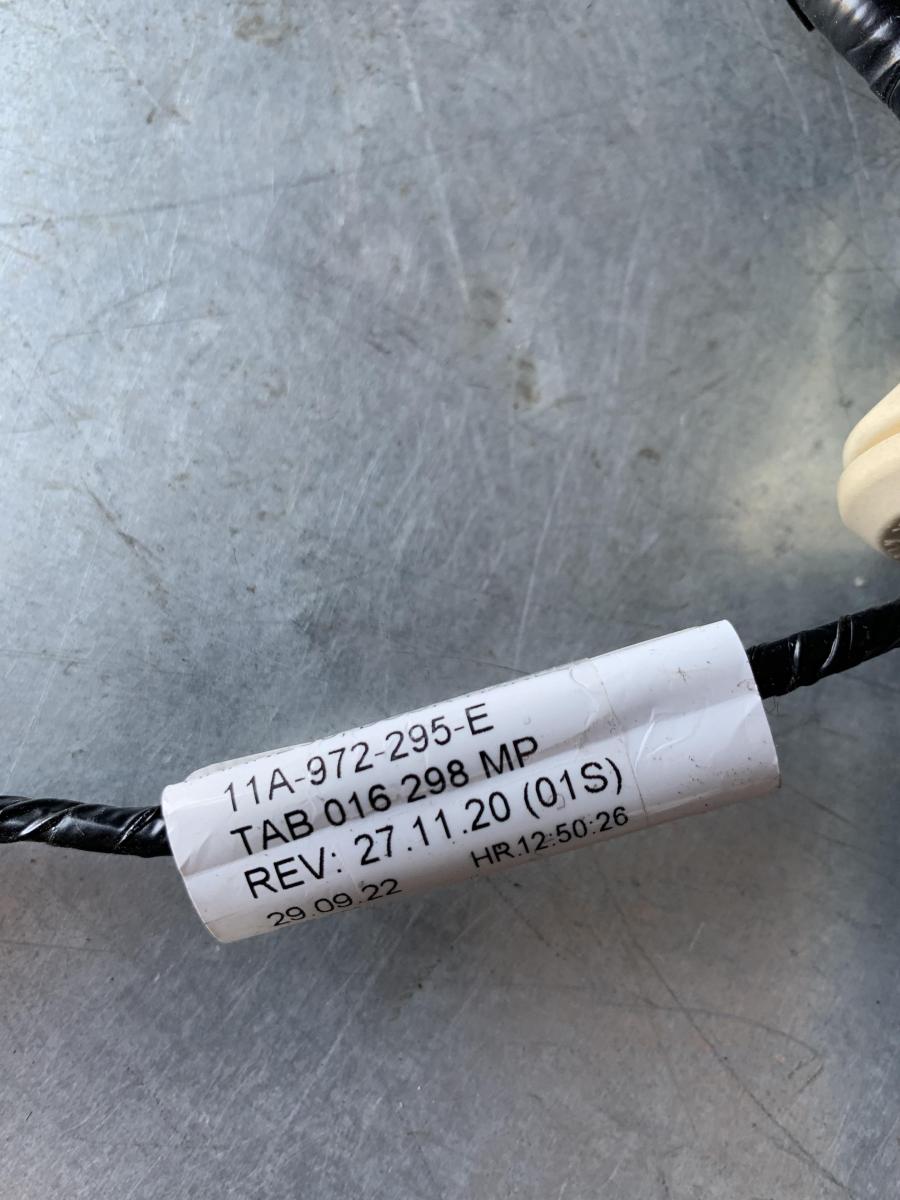 11A-972-295-E
TAB 016 298 MP
REV: 27.11.20 (01S)
29.09.22 HR.12:50:26